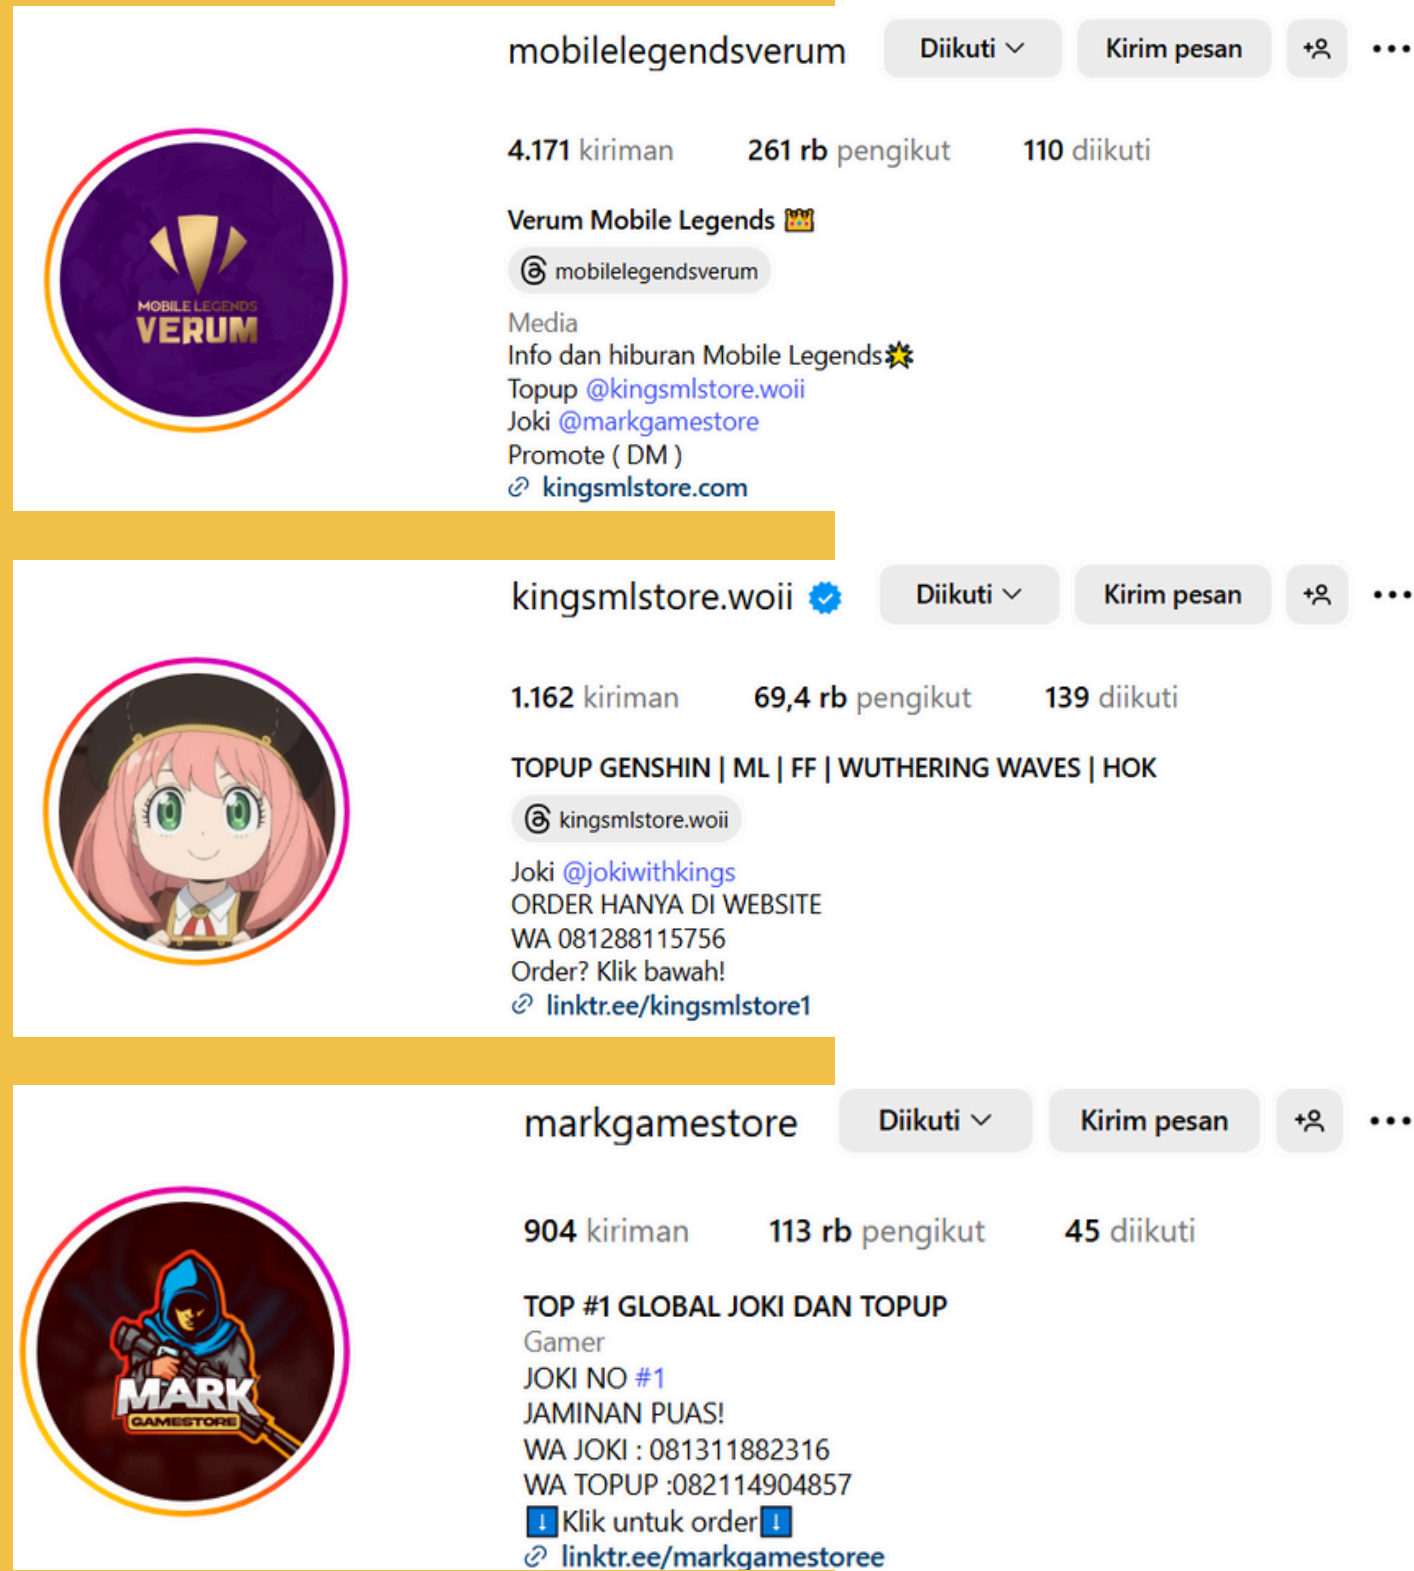 mobilelegendsverum Diikuti Kirim pesan
4.171 kiriman 261 rb pengikut 110 diikuti
Verum Mobile Legends
mobilelegendsverum
Media
Info dan hiburan Mobile Legends
Topup @kingsmlstore.woii
Joki @markgamestore
Promote ( DM )
kingsmlstore.com
MOBILE LEGENDS
VERUM
kingsmlstore.woii Diikuti Kirim pesan
1.162 kiriman 69,4 rb pengikut 139 diikuti
TOPUP GENSHIN | ML | FF | WUTHERING WAVES | HOK
kingsmlstore.woii
Joki @jokiwithkings
ORDER HANYA DI WEBSITE
WA 081288115756
Order? Klik bawah!
linktr.ee/kingsmlstore1
markgamestore Diikuti Kirim pesan
904 kiriman 113 rb pengikut 45 diikuti
TOP #1 GLOBAL JOKI DAN TOPUP
Gamer
JOKI NO #1
JAMINAN PUAS!
WA JOKI : 081311882316
WA TOPUP :082114904857
⬇️Klik untuk order⬇️
linktr.ee/markgamestoree
MARK
GAMESTORE